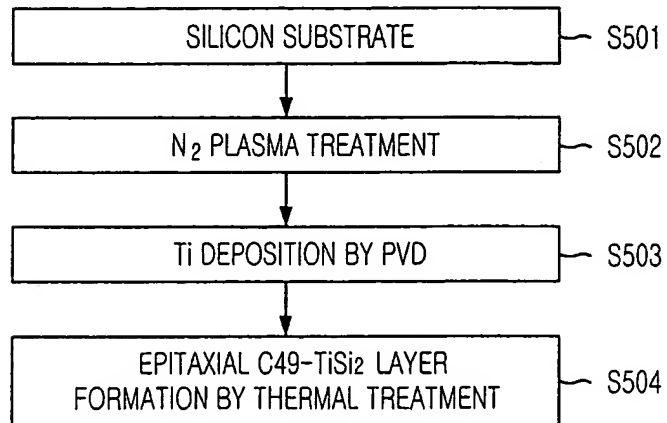 SILICON SUBSTRATE
S501
N2 PLASMA TREATMENT
S502
Ti DEPOSITION BY PVD
S503
EPITAXIAL C49-TiSi2 LAYER
FORMATION BY THERMAL TREATMENT
S504